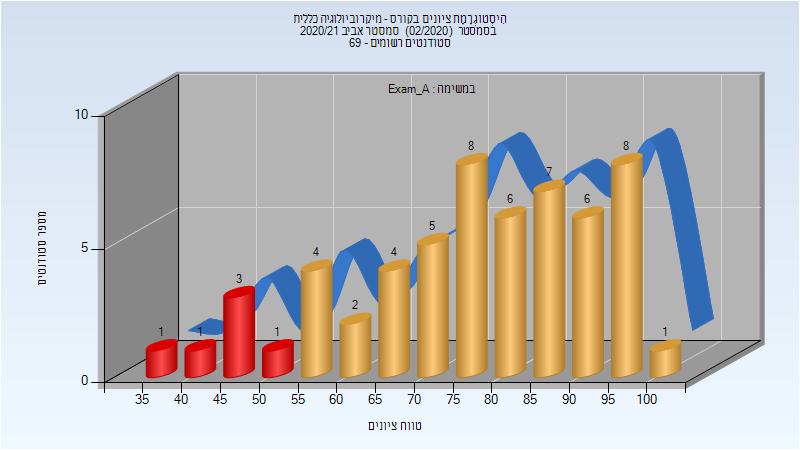 היסטוגרמת ציונים בקורס - מיקרוביולוגיה כללית
בסמסטר (02/2020) סמסטר אביב 2020/21
סטודנטים רשומים - 69
במשימה : Exam_A
10
5
0
מספר סטודנטים
1
1
3
1
4
2
4
5
8
6
7
6
8
1
35 40 45 50 55 60 65 70 75 80 85 90 95 100
טווח ציונים